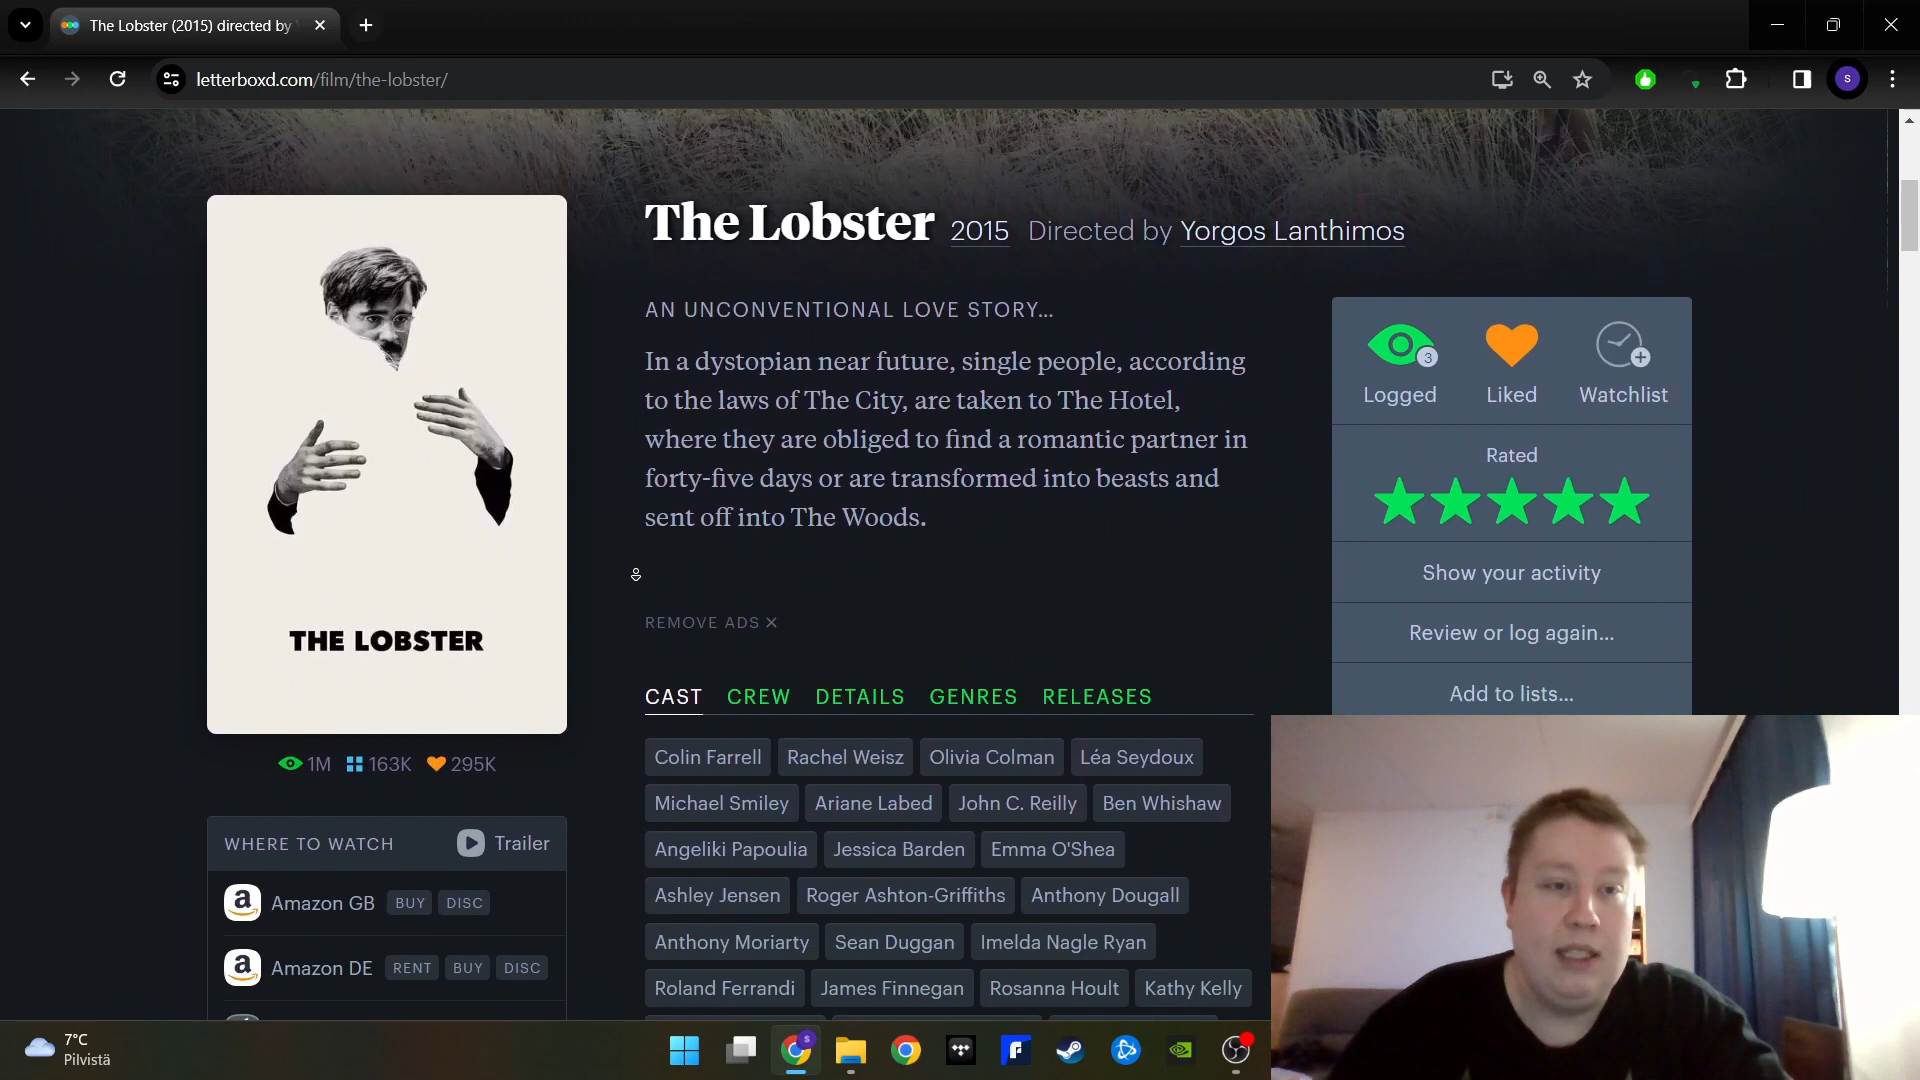 The Lobster (2015) directed by
letterboxd.com/film/the-lobster/
S
The Lobster 2015 Directed by Yorgos Lanthimos
AN UNCONVENTIONAL LOVE STORY…
In a dystopian near future, single people, according
to the laws of The City, are taken to The Hotel,
where they are obliged to find a romantic partner in
forty-five days or are transformed into beasts and
sent off into The Woods.
REMOVE ADS
3
Logged Liked Watchlist
Rated
Show your activity
Review or log again…
Add to lists…
THE LOBSTER
1M 163K 295K
WHERE TO WATCH Trailer
Amazon GB BUY DISC
Amazon DE RENT BUY DISC
CAST CREW DETAILS GENRES RELEASES
Colin Farrell Rachel Weisz Olivia Colman Léa Seydoux
Michael Smiley Ariane Labed John C. Reilly Ben Whishaw
Angeliki Papoulia Jessica Barden Emma O'Shea
Ashley Jensen Roger Ashton-Griffiths Anthony Dougall
Anthony Moriarty Sean Duggan Imelda Nagle Ryan
Roland Ferrandi James Finnegan Rosanna Hoult Kathy Kelly
7°C
Pilvistä